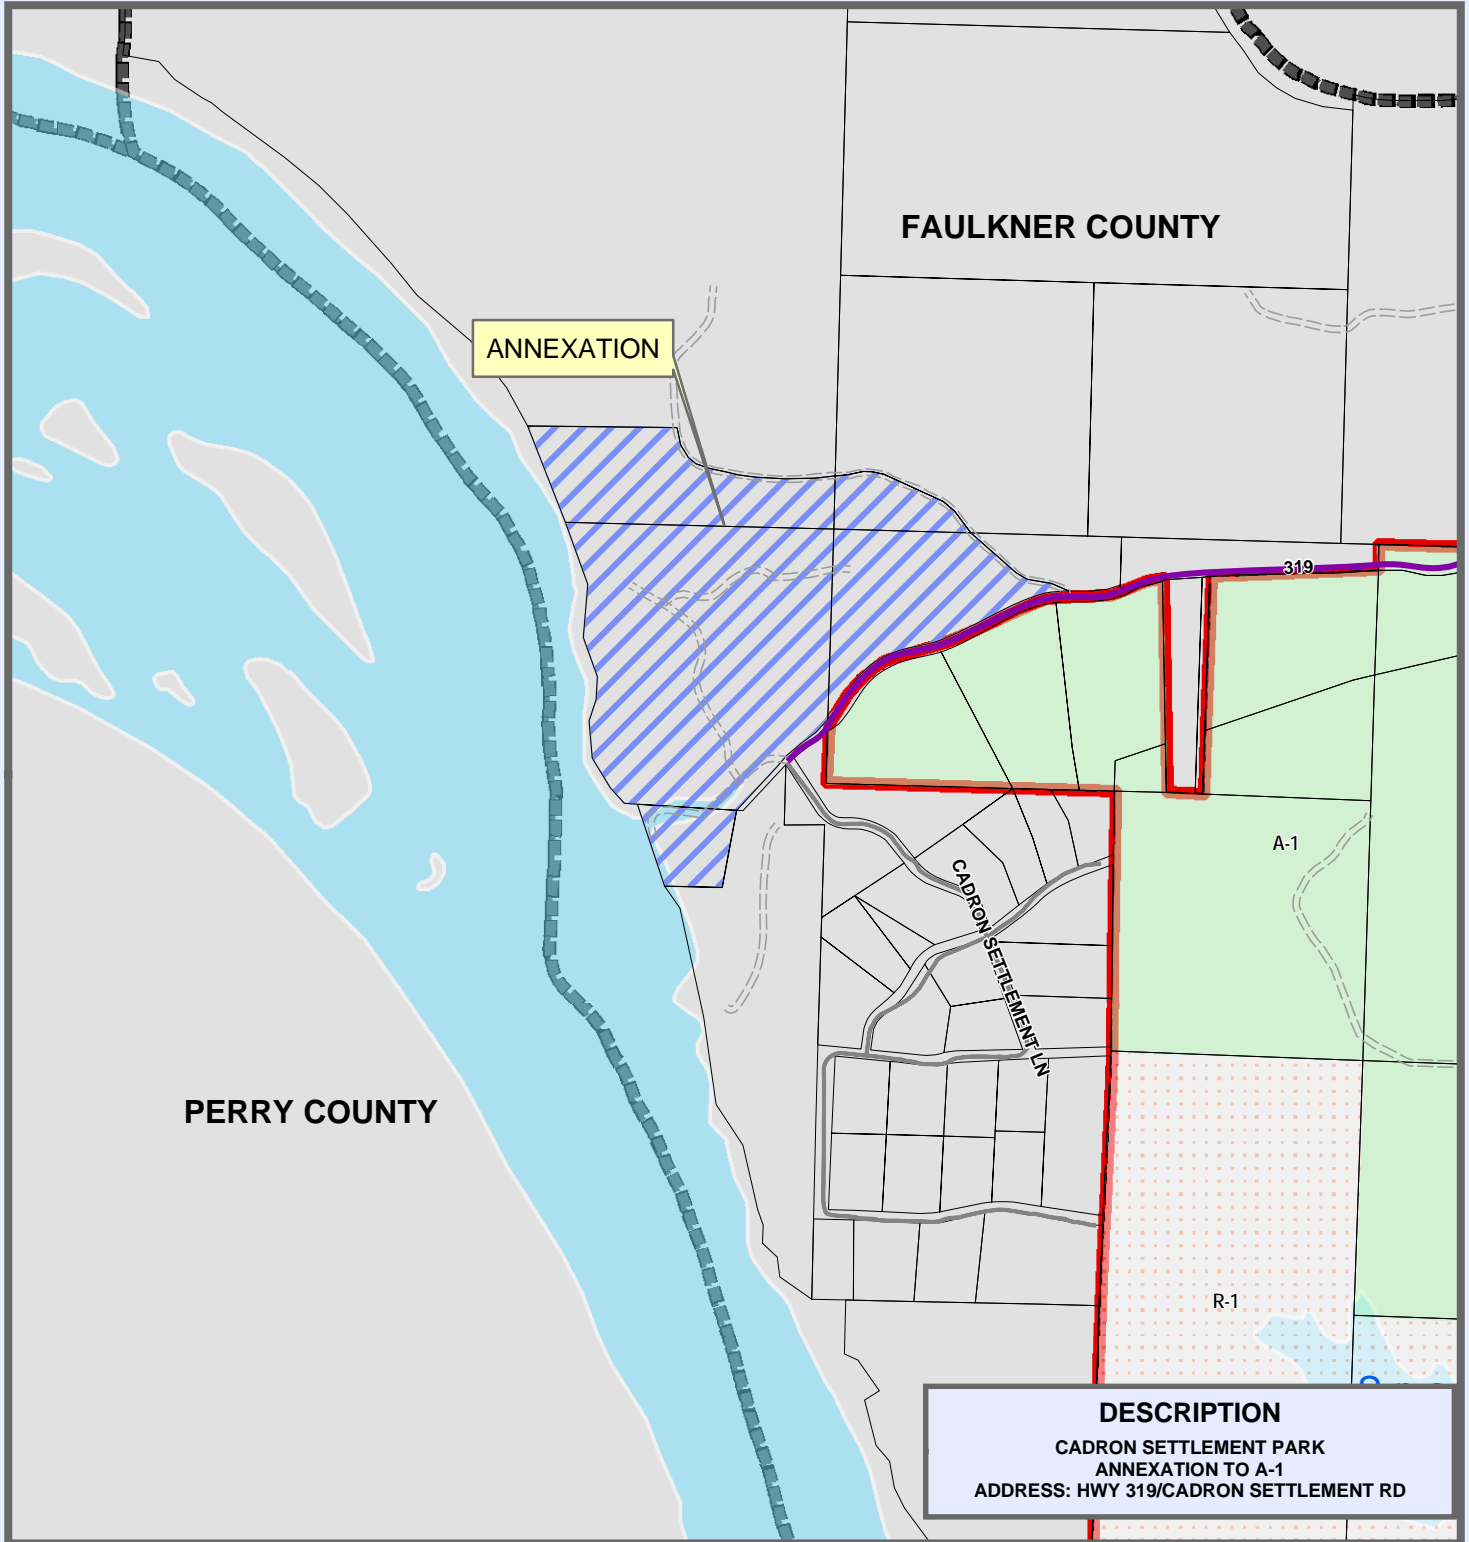 FAULKNER COUNTY
ANNEXATION
319
A-1
CADRON SETTLEMENT LN
PERRY COUNTY
R-1
DESCRIPTION
CADRON SETTLEMENT PARK
ANNEXATION TO A-1
ADDRESS: HWY 319/CADRON SETTLEMENT RD